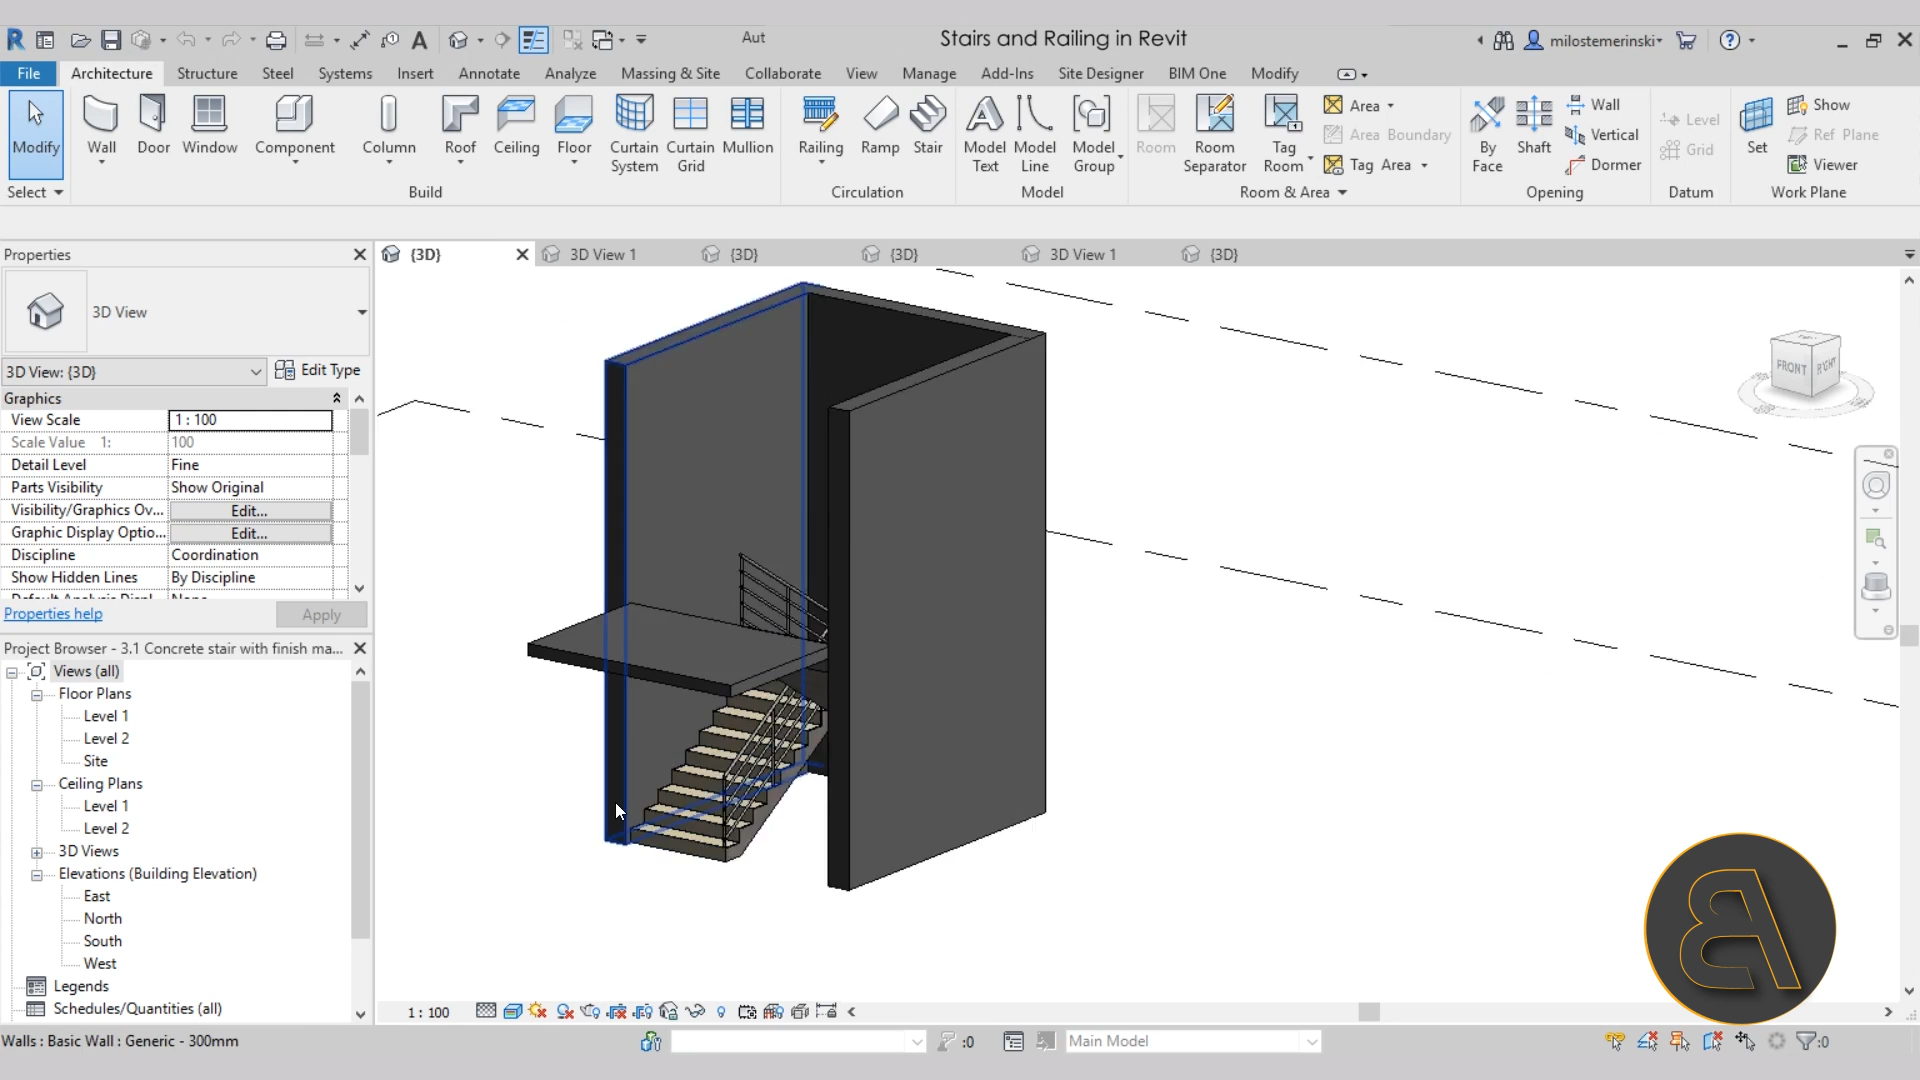 Aut
Stairs and Railing in Revit
milostemerinski
File Architecture Structure Steel Systems Insert Annotate Analyze Massing & Site Collaborate View Manage Add-Ins Site Designer BIM One Modify
Modify Wall Door Window Component Column Roof Ceiling Floor Curtain System Curtain Grid Mullion Railing Ramp Stair Model Text Model Line Model Group Room Room Separator Tag Room
Area
Area Boundary
Tag Area
By Face Shaft
Wall
Vertical
Dormer
Level
Grid
Set
Show
Ref Plane
Viewer
Select Build Circulation Model Room & Area Opening Datum Work Plane
Properties
{3D} 3D View 1 {3D} {3D} 3D View 1 {3D}
3D View
3D View: {3D} Edit Type
Graphics
View Scale 1 : 100
Scale Value 1: 100
Detail Level Fine
Parts Visibility Show Original
Visibility/Graphics Ov... Edit...
Graphic Display Optio... Edit...
Discipline Coordination
Show Hidden Lines By Discipline
Properties help Apply
Project Browser - 3.1 Concrete stair with finish ma...
Views (all)
Floor Plans
Level 1
Level 2
Site
Ceiling Plans
Level 1
Level 2
3D Views
Elevations (Building Elevation)
East
North
South
West
Legends
Schedules/Quantities (all)
FRONT RIGHT
1 : 100
Walls : Basic Wall : Generic - 300mm
:0
Main Model
:0